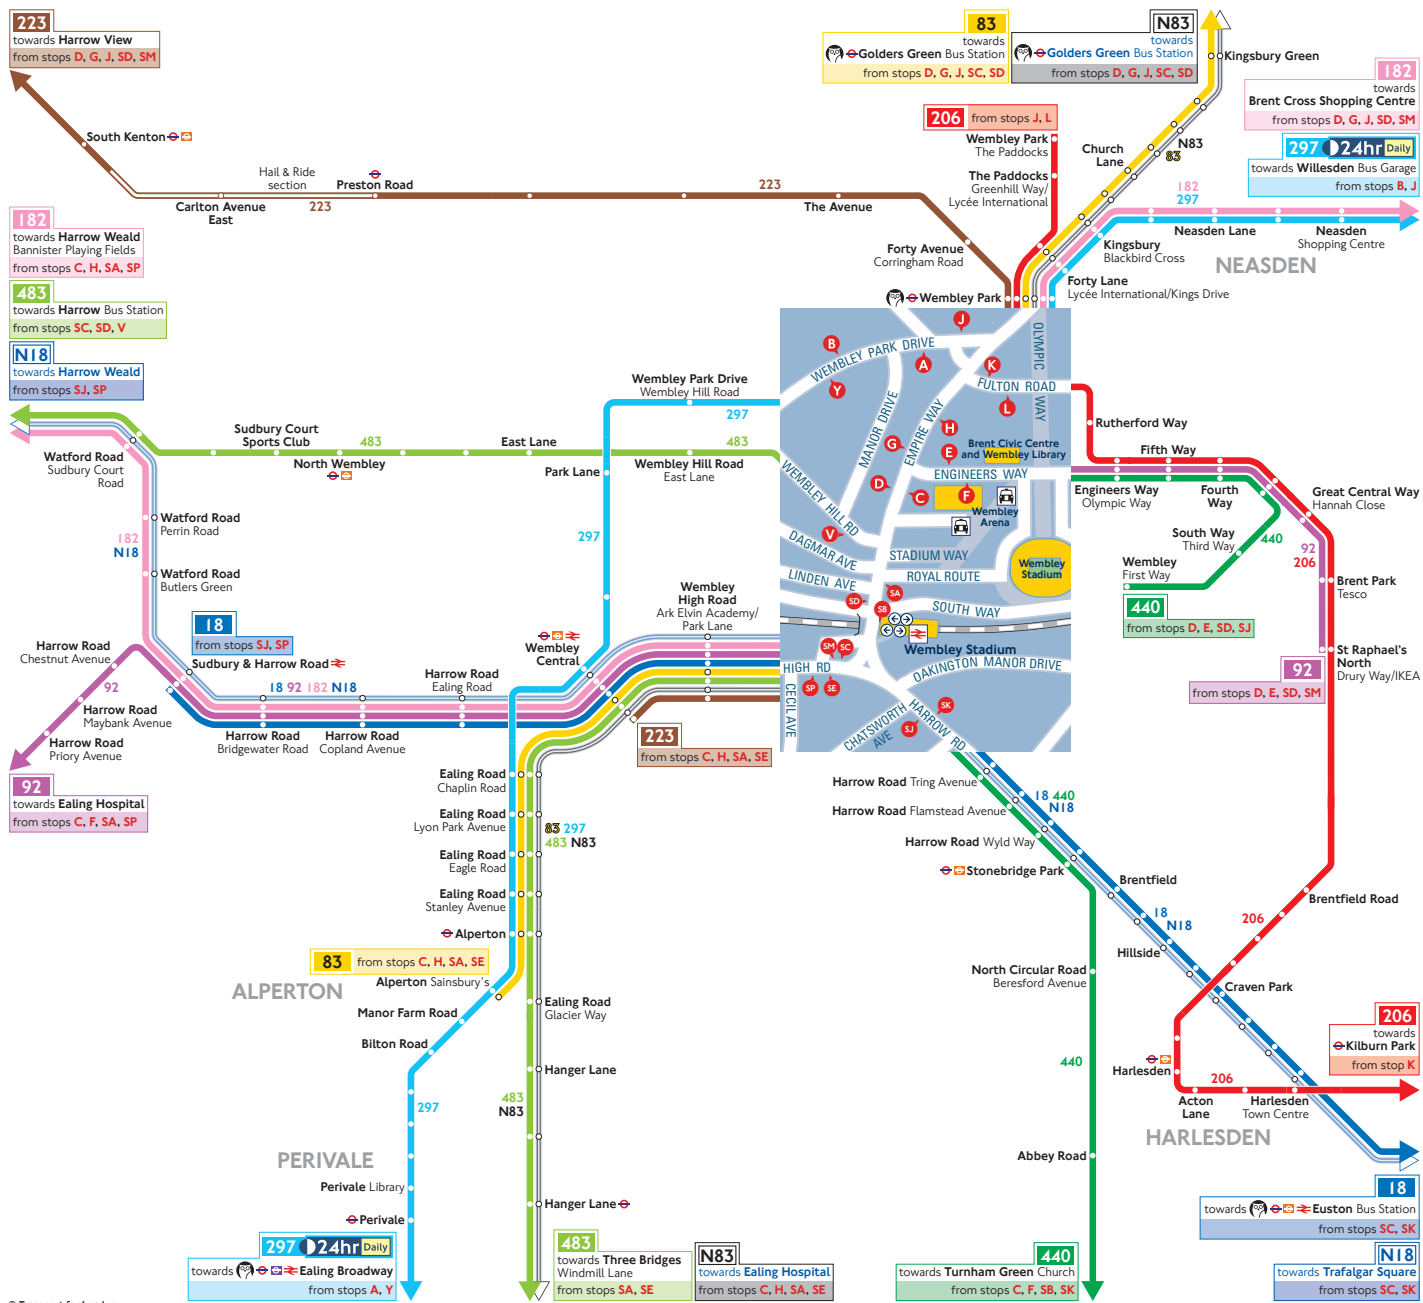 223
towards Harrow View
from stops D, G, J, SD, SM
83
towards
Golders Green Bus Station
from stops D, G, J, SC, SD
N83
towards
Golders Green Bus Station
from stops D, G, J, SC, SD
Kingsbury Green
182
towards
Brent Cross Shopping Centre
from stops D, G, J, SD, SM
297 24hr Daily
towards Willesden Bus Garage
from stops B, J
206 from stops J, L
Wembley Park
The Paddocks
The Paddocks
Greenhill Way/
Lycée International
Church
Lane
N83
83
182
297
Neasden Lane
Neasden
Shopping Centre
Kingsbury
Blackbird Cross
NEASDEN
Forty Lane
Lycée International/Kings Drive
South Kenton
Hail & Ride
section
Preston Road
223
Carlton Avenue
East
223
The Avenue
Forty Avenue
Corringham Road
Wembley Park
182
towards Harrow Weald
Bannister Playing Fields
from stops C, H, SA, SP
483
towards Harrow Bus Station
from stops SC, SD, V
N18
towards Harrow Weald
from stops SJ, SP
Wembley Park Drive
Wembley Hill Road
297
Sudbury Court
Sports Club
483
East Lane
483
North Wembley
Park Lane
Wembley Hill Road
East Lane
Watford Road
Sudbury Court
Road
Watford Road
Perrin Road
182
N18
Watford Road
Butlers Green
297
Wembley
High Road
Ark Elvin Academy/
Park Lane
Wembley
Central
18
from stops SJ, SP
Harrow Road
Chestnut Avenue
Sudbury & Harrow Road
92
18 92 182 N18
Harrow Road
Ealing Road
Harrow Road
Maybank Avenue
Harrow Road
Bridgewater Road
Harrow Road
Copland Avenue
Harrow Road
Priory Avenue
92
towards Ealing Hospital
from stops C, F, SA, SP
223
from stops C, H, SA, SE
J
B
WEMBLEY PARK DRIVE
A
K
Y
FULTON ROAD
L
OLYMPIC
WAY
MANOR DRIVE
EMPIRE WAY
H
G
E
Brent Civic Centre
and Wembley Library
ENGINEERS WAY
WEMBLEY HILL RD
D
C
F
Wembley
Arena
V
DAGMAR AVE
STADIUM WAY
LINDEN AVE
ROYAL ROUTE
Wembley
Stadium
SA
SD
SB
SOUTH WAY
SM SC
Wembley Stadium
HIGH RD
OAKINGTON MANOR DRIVE
SP SE
CECIL AVE
CHATSWORTH
AVE
HARROW RD
SK
SJ
Rutherford Way
Fifth Way
Engineers Way
Olympic Way
Fourth
Way
Great Central Way
Hannah Close
South Way
Third Way
440
Wembley
First Way
92
206
Brent Park
Tesco
440
from stops D, E, SD, SJ
St Raphael's
North
Drury Way/IKEA
92
from stops D, E, SD, SM
Ealing Road
Chaplin Road
Ealing Road
Lyon Park Avenue
83 297
483 N83
Ealing Road
Eagle Road
Ealing Road
Stanley Avenue
Alperton
83 from stops C, H, SA, SE
Alperton Sainsbury's
ALPERTON
Manor Farm Road
Ealing Road
Glacier Way
Bilton Road
Hanger Lane
297
483
N83
PERIVALE
Perivale Library
Perivale
Hanger Lane
Harrow Road Tring Avenue
18 440
N18
Harrow Road Flamstead Avenue
Harrow Road Wyld Way
Stonebridge Park
Brentfield
Brentfield Road
18
N18
206
Hillside
North Circular Road
Beresford Avenue
Craven Park
440
Harlesden
206
Acton
Lane
Harlesden
Town Centre
HARLESDEN
Abbey Road
206
towards
Kilburn Park
from stop K
18
towards Euston Bus Station
from stops SC, SK
N18
towards Trafalgar Square
from stops SC, SK
297 24hr Daily
towards Ealing Broadway
from stops A, Y
483
towards Three Bridges
Windmill Lane
from stops SA, SE
N83
towards Ealing Hospital
from stops C, H, SA, SE
440
towards Turnham Green Church
from stops C, F, SB, SK